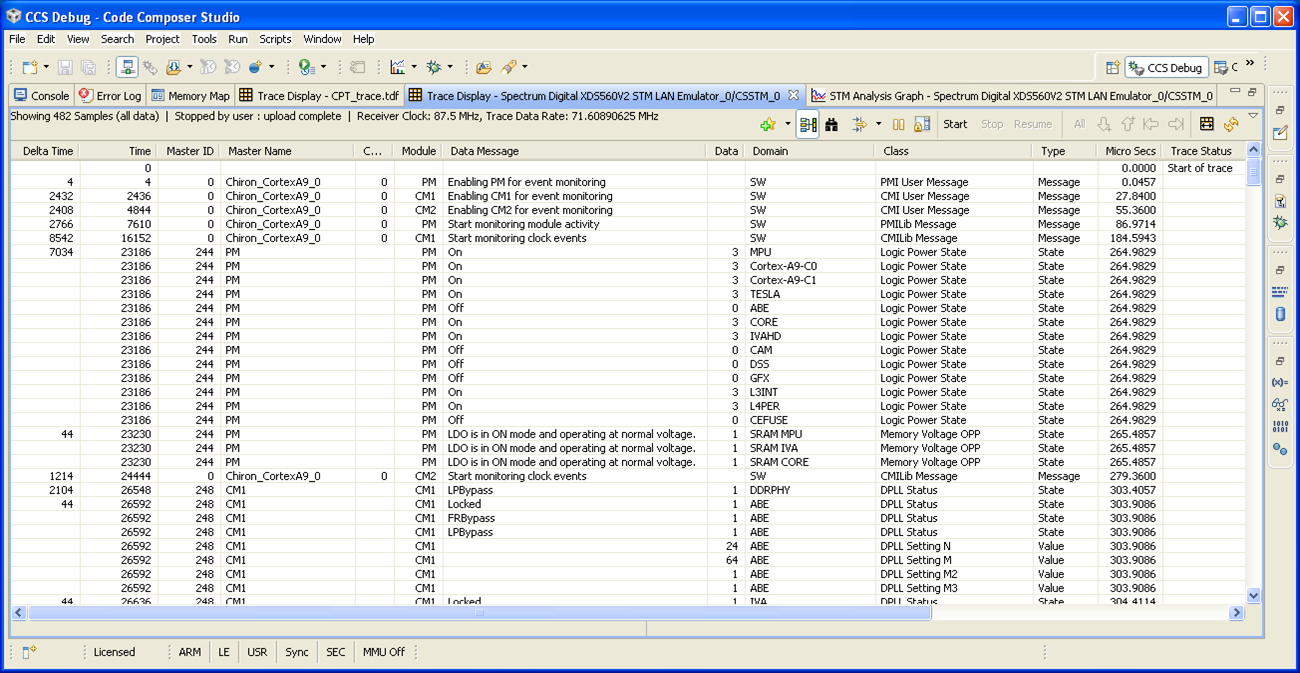 CCS Debug - Code Composer Studio
File Edit View Search Project Tools Run Scripts Window Help
CCS Debug C »
Console Error Log Memory Map Trace Display - CPT_trace.tdf Trace Display - Spectrum Digital XDS560V2 STM LAN Emulator_0/CSSTM_0 STM Analysis Graph - Spectrum Digital XDS560V2 STM LAN Emulator_0/CSSTM_0
Showing 482 Samples (all data) | Stopped by user : upload complete | Receiver Clock: 87.5 MHz, Trace Data Rate: 71.60890625 MHz
Start Stop Resume All
Delta Time Time Master ID Master Name C... Module Data Message Data Domain Class Type Micro Secs Trace Status
0 0.0000 Start of trace
4 4 0 Chiron_CortexA9_0 0 PM Enabling PM for event monitoring SW PMI User Message Message 0.0457
2432 2436 0 Chiron_CortexA9_0 0 CM1 Enabling CM1 for event monitoring SW CMI User Message Message 27.8400
2408 4844 0 Chiron_CortexA9_0 0 CM2 Enabling CM2 for event monitoring SW CMI User Message Message 55.3600
2766 7610 0 Chiron_CortexA9_0 0 PM Start monitoring module activity SW PMILib Message Message 86.9714
8542 16152 0 Chiron_CortexA9_0 0 CM1 Start monitoring clock events SW CMILib Message Message 184.5943
7034 23186 244 PM PM On 3 MPU Logic Power State State 264.9829
23186 244 PM PM On 3 Cortex-A9-C0 Logic Power State State 264.9829
23186 244 PM PM On 3 Cortex-A9-C1 Logic Power State State 264.9829
23186 244 PM PM On 3 TESLA Logic Power State State 264.9829
23186 244 PM PM Off 0 ABE Logic Power State State 264.9829
23186 244 PM PM On 3 CORE Logic Power State State 264.9829
23186 244 PM PM On 3 IVAHD Logic Power State State 264.9829
23186 244 PM PM Off 0 CAM Logic Power State State 264.9829
23186 244 PM PM Off 0 DSS Logic Power State State 264.9829
23186 244 PM PM Off 0 GFX Logic Power State State 264.9829
23186 244 PM PM On 3 L3INT Logic Power State State 264.9829
23186 244 PM PM On 3 L4PER Logic Power State State 264.9829
23186 244 PM PM Off 0 CEFUSE Logic Power State State 264.9829
44 23230 244 PM PM LDO is in ON mode and operating at normal voltage. 1 SRAM MPU Memory Voltage OPP State 265.4857
23230 244 PM PM LDO is in ON mode and operating at normal voltage. 1 SRAM IVA Memory Voltage OPP State 265.4857
23230 244 PM PM LDO is in ON mode and operating at normal voltage. 1 SRAM CORE Memory Voltage OPP State 265.4857
1214 24444 0 Chiron_CortexA9_0 0 CM2 Start monitoring clock events SW CMILib Message Message 279.3600
2104 26548 248 CM1 CM1 LPBypass 1 DDRPHY DPLL Status State 303.4057
44 26592 248 CM1 CM1 Locked 1 ABE DPLL Status State 303.9086
26592 248 CM1 CM1 FRBypass 1 ABE DPLL Status State 303.9086
26592 248 CM1 CM1 LPBypass 1 ABE DPLL Status State 303.9086
26592 248 CM1 CM1 24 ABE DPLL Setting N Value 303.9086
26592 248 CM1 CM1 64 ABE DPLL Setting M Value 303.9086
26592 248 CM1 CM1 1 ABE DPLL Setting M2 Value 303.9086
26592 248 CM1 CM1 1 ABE DPLL Setting M3 Value 303.9086
44 26636 248 CM1 CM1 Locked 1 IVA DPLL Status State 304.4114
Licensed ARM LE USR Sync SEC MMU Off